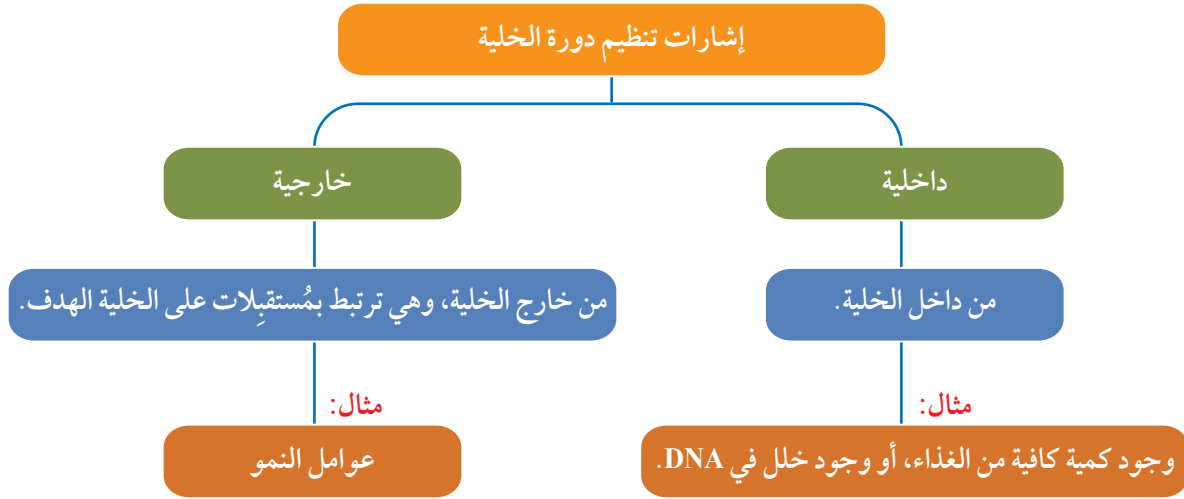 إشارات تنظيم دورة الخلية
داخلية
خارجية
من داخل الخلية.
من خارج الخلية، وهي ترتبط بمُستقبِلات على الخلية الهدف.
مثال:
مثال:
وجود كمية كافية من الغذاء، أو وجود خلل في DNA.
عوامل النمو